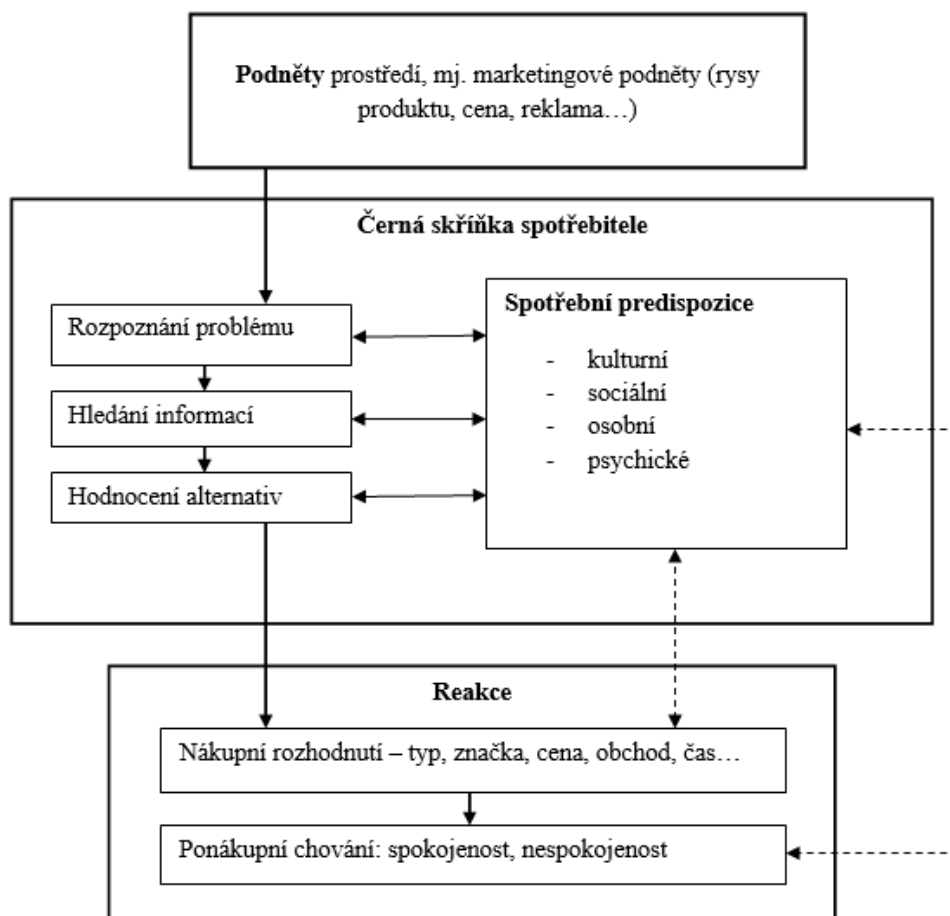 Podněty prostředí, mj. marketingové podněty (rysy
produktu, cena, reklama…)
Černá skříňka spotřebitele
Rozpoznání problému
Hledání informací
Hodnocení alternativ
Spotřební predispozice
- kulturní
- sociální
- osobní
- psychické
Reakce
Nákupní rozhodnutí – typ, značka, cena, obchod, čas…
Ponákupní chování: spokojenost, nespokojenost